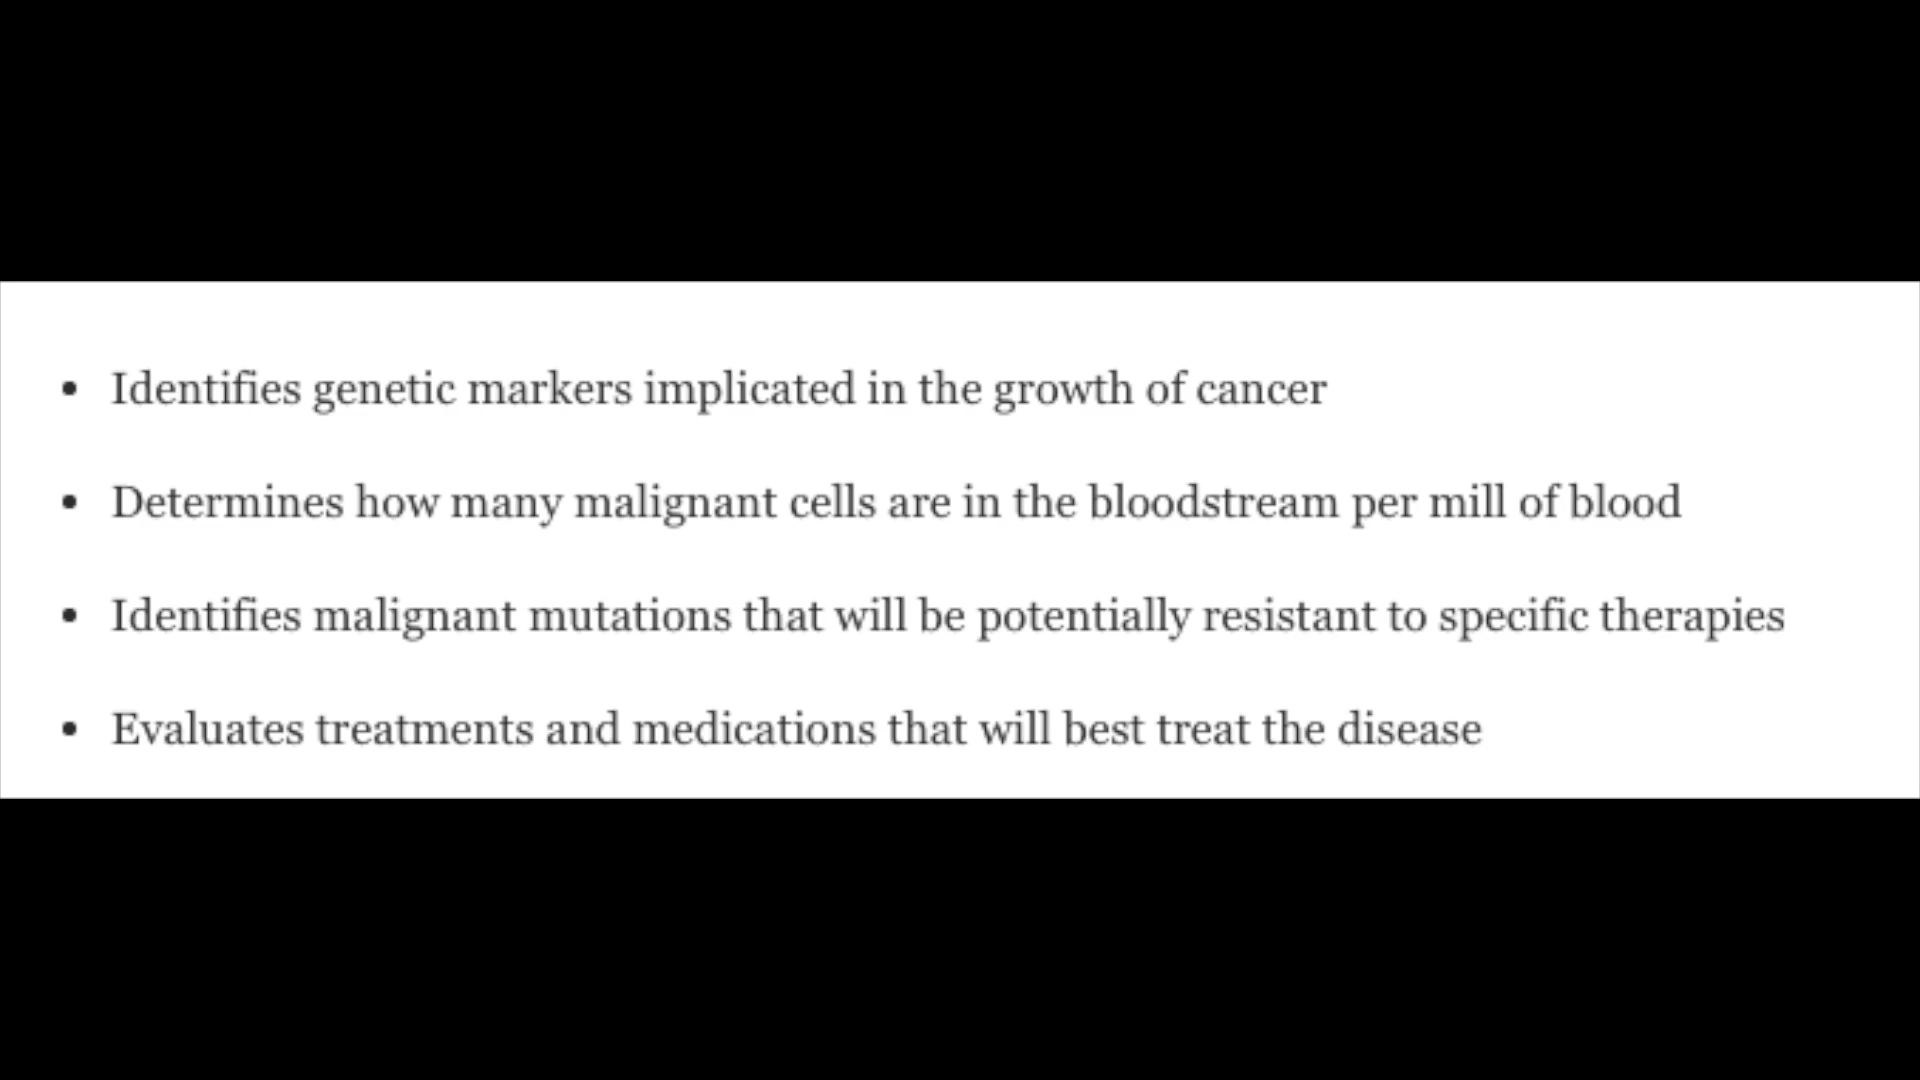 • Identifies genetic markers implicated in the growth of cancer
• Determines how many malignant cells are in the bloodstream per mill of blood
• Identifies malignant mutations that will be potentially resistant to specific therapies
• Evaluates treatments and medications that will best treat the disease